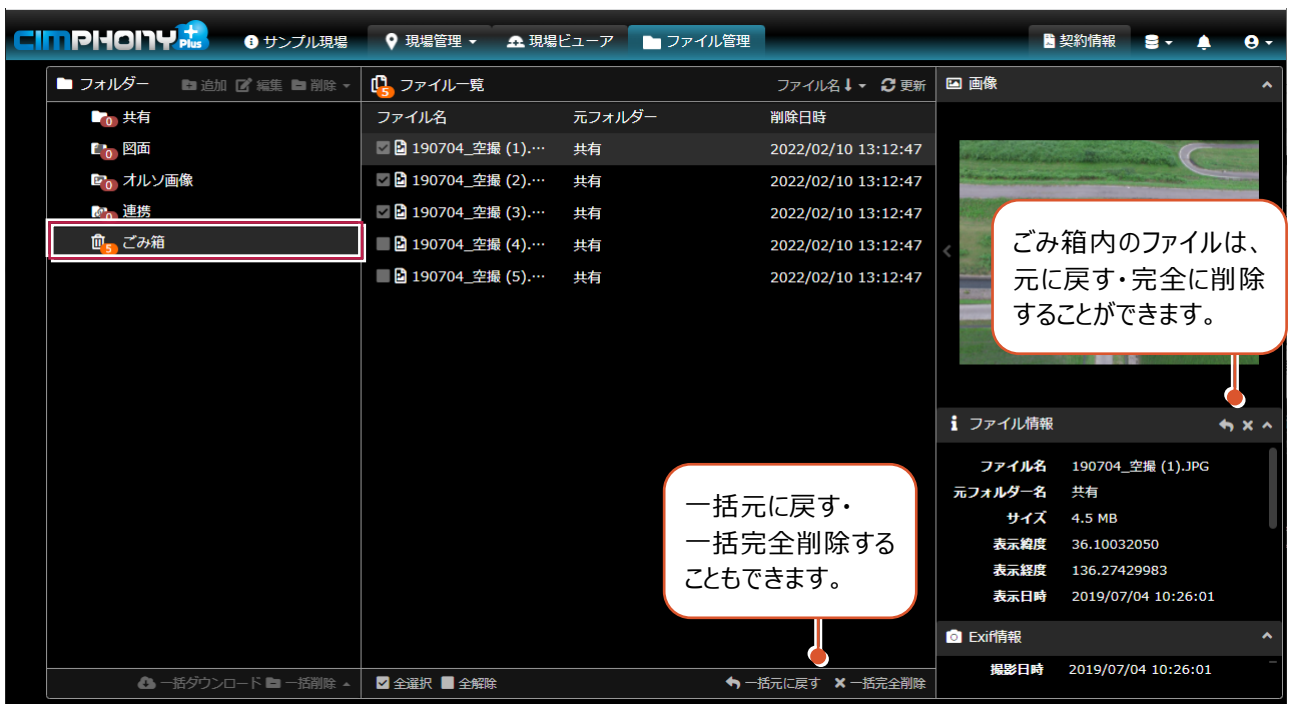 CIMPHONY Plus
サンプル現場
現場管理
現場ビューア
ファイル管理
契約情報
フォルダー
追加 編集 削除
0 共有
0 図面
0 オルソ画像
0 連携
5 ごみ箱
一括ダウンロード 一括削除
5 ファイル一覧
ファイル名 更新
ファイル名 元フォルダー 削除日時
190704_空撮 (1).… 共有 2022/02/10 13:12:47
190704_空撮 (2).… 共有 2022/02/10 13:12:47
190704_空撮 (3).… 共有 2022/02/10 13:12:47
190704_空撮 (4).… 共有 2022/02/10 13:12:47
190704_空撮 (5).… 共有 2022/02/10 13:12:47
一括元に戻す・
一括完全削除する
こともできます。
全選択 全解除
一括元に戻す 一括完全削除
画像
ごみ箱内のファイルは、
元に戻す・完全に削除
することができます。
ファイル情報
ファイル名 190704_空撮 (1).JPG
元フォルダー名 共有
サイズ 4.5 MB
表示緯度 36.10032050
表示経度 136.27429983
表示日時 2019/07/04 10:26:01
Exif情報
撮影日時 2019/07/04 10:26:01